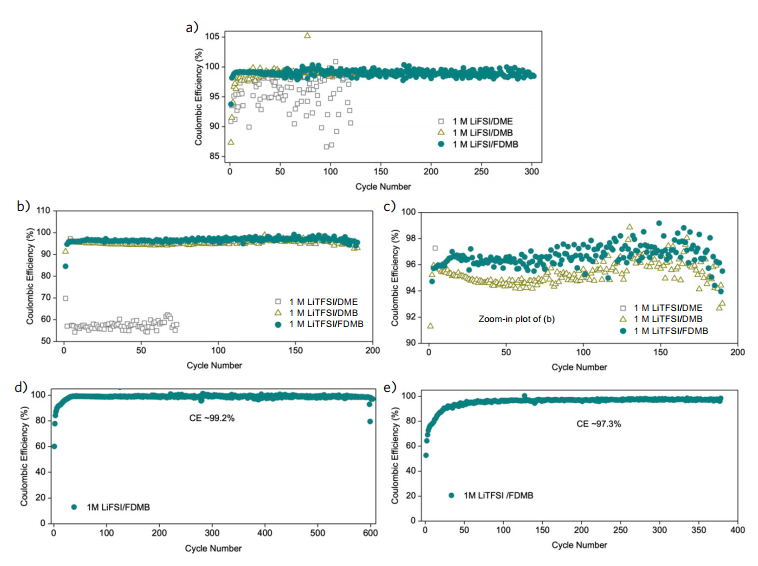 a)
105
100
95
90
85
Coulombic Efficiency (%)
1 M LiFSI/DME
1 M LiFSI/DMB
1 M LiFSI/FDMB
0 50 100 150 200 250 300
Cycle Number
b)
110
100
90
80
70
60
50
Coulombic Efficiency (%)
1 M LiTFSI/DME
1 M LiTFSI/DMB
1 M LiTFSI/FDMB
0 50 100 150 200
Cycle Number
c)
98
96
94
92
90
Coulombic Efficiency (%)
Zoom-in plot of (b)
1 M LiTFSI/DME
1 M LiTFSI/DMB
1 M LiTFSI/FDMB
0 50 100 150 200
Cycle Number
d)
100
80
60
40
20
0
Coulombic Efficiency (%)
CE ~99.2%
1M LiFSI/FDMB
0 100 200 300 400 500 600
Cycle Number
e)
100
80
60
40
20
0
Coulombic Efficiency (%)
CE ~97.3%
1M LiTFSI /FDMB
0 50 100 150 200 250 300 350 400
Cycle Number